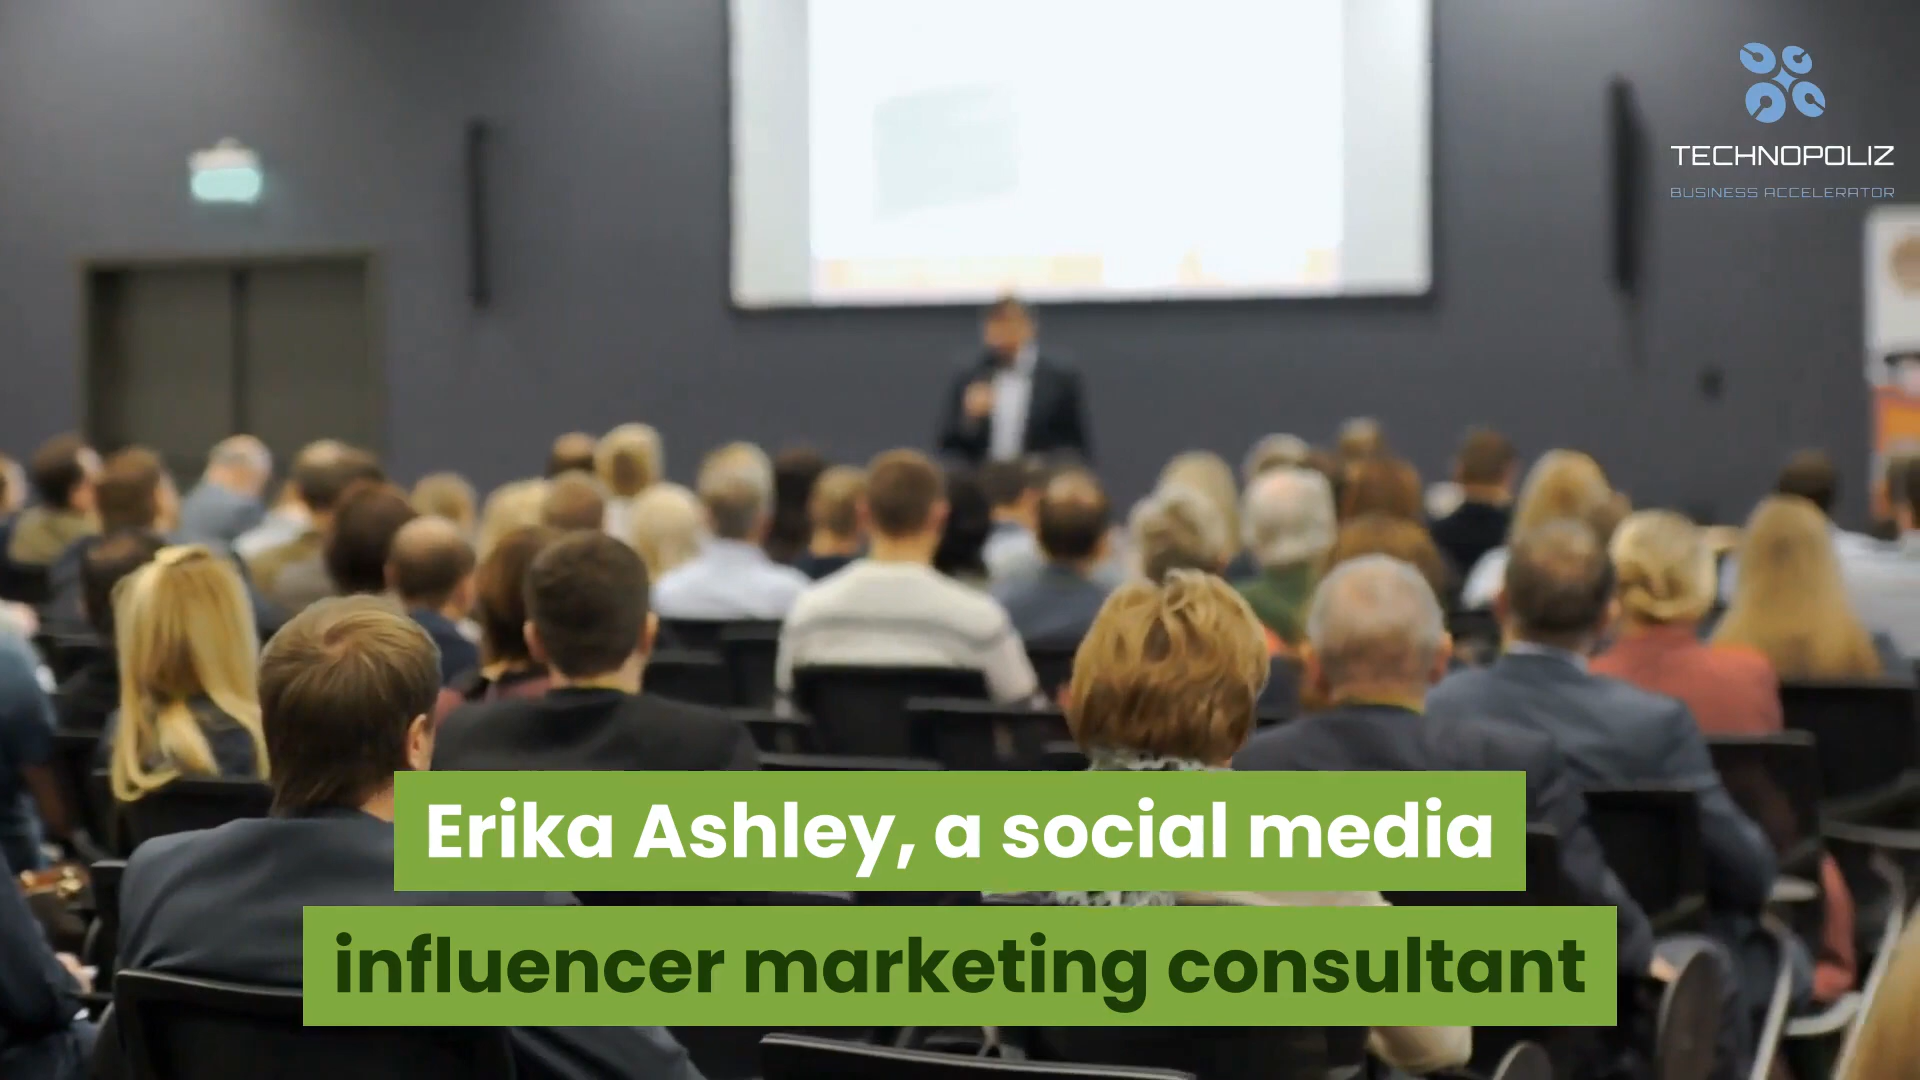 TECHNOPOLIZ
BUSINESS ACCELERATOR
Erika Ashley, a social media
influencer marketing consultant